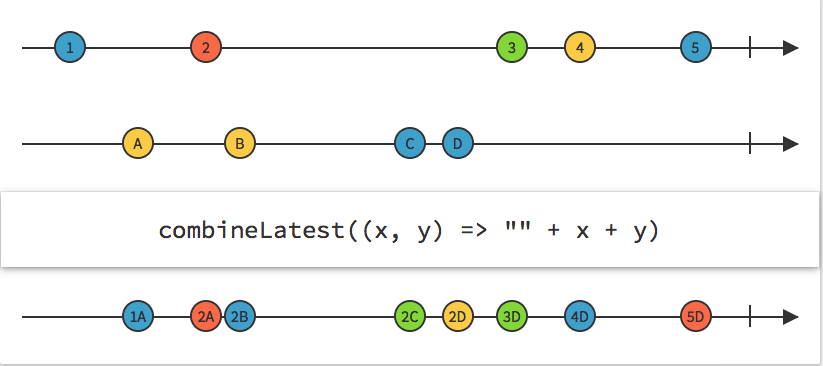 1 2 3 4 5
A B C D
combineLatest((x, y) => "" + x + y)
1A 2A 2B 2C 2D 3D 4D 5D